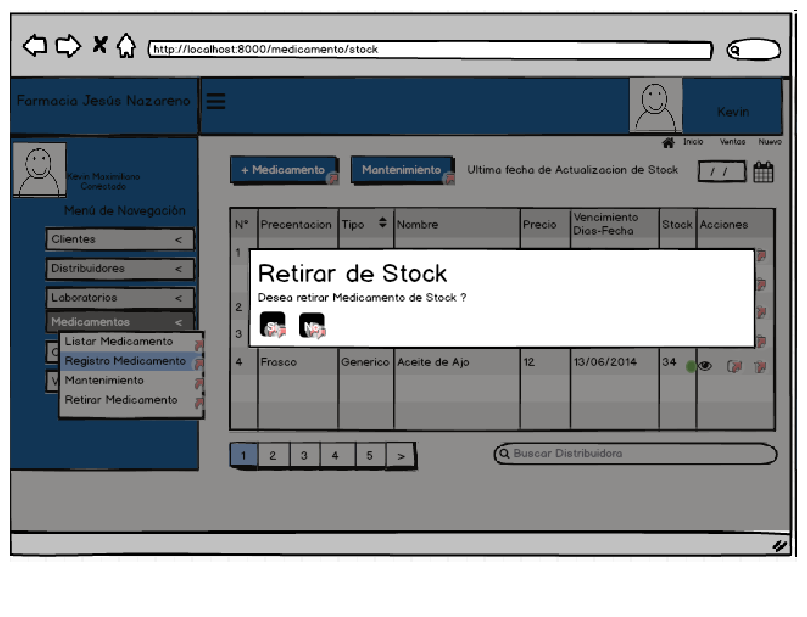 http://localhost:8000/medicamento/stock
Farmacia Jesús Nazareno
Kevin
Inicio Ventas Nuevo
Kevin Maximiliano
Conectado
Menú de Navegación
Clientes <
Distribuidores <
Laboratorios <
Medicamentos <
Listar Medicamento
Registro Medicamento
Mantenimiento
Retirar Medicamento
+ Medicamento Mantenimiento Ultima fecha de Actualizacion de Stock / /
N° Precentacion Tipo Nombre Precio Vencimiento Dias-Fecha Stock Acciones
1
Retirar de Stock
Desea retirar Medicamento de Stock ?
Si No
2
3
4 Frasco Generico Aceite de Ajo 12 13/06/2014 34
1 2 3 4 5 >
Buscar Distribuidora